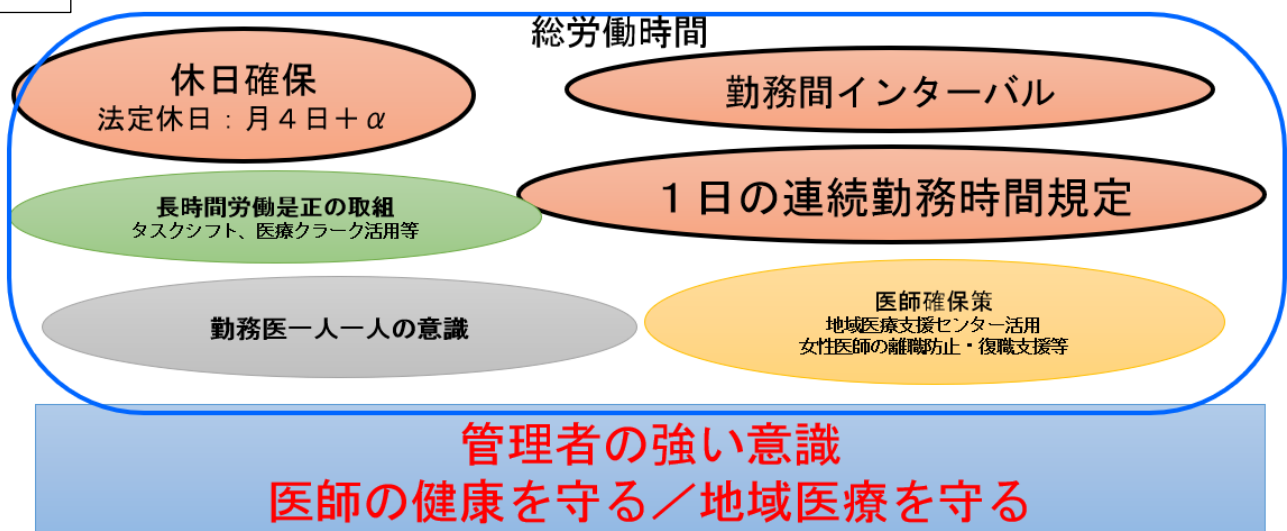 総労働時間
休日確保
法定休日：月４日＋α
勤務間インターバル
長時間労働是正の取組
タスクシフト、医療クラーク活用等
１日の連続勤務時間規定
勤務医一人一人の意識
医師確保策
地域医療支援センター活用
女性医師の離職防止・復職支援等
管理者の強い意識
医師の健康を守る／地域医療を守る